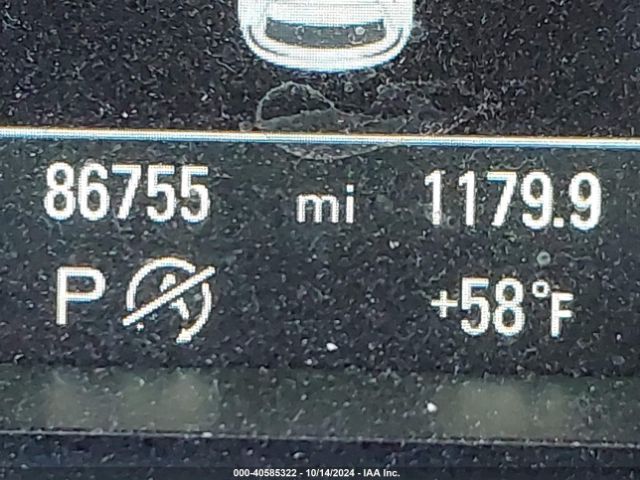 86755 mi 1179.9
P +58°F
000-40585322 - 10/14/2024 - IAA Inc.